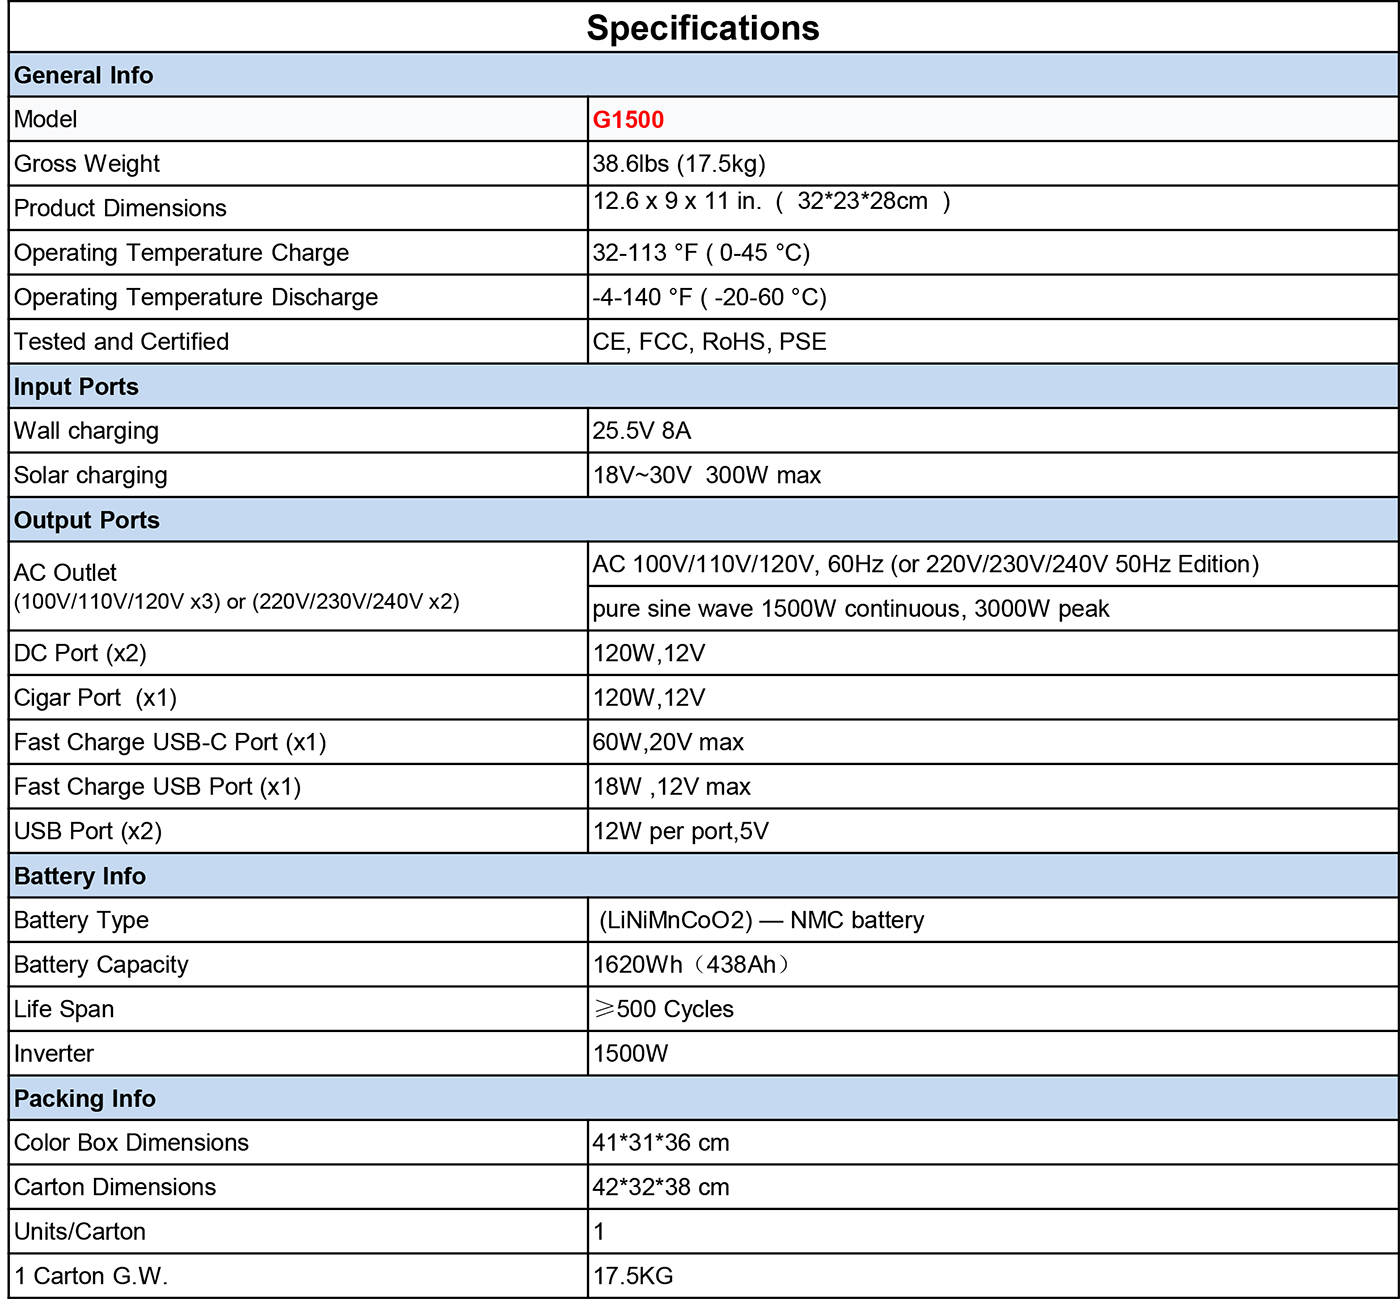 Specifications
General Info
Model G1500
Gross Weight 38.6lbs (17.5kg)
Product Dimensions 12.6 x 9 x 11 in. ( 32*23*28cm )
Operating Temperature Charge 32-113 °F ( 0-45 °C)
Operating Temperature Discharge -4-140 °F ( -20-60 °C)
Tested and Certified CE, FCC, RoHS, PSE
Input Ports
Wall charging 25.5V 8A
Solar charging 18V~30V 300W max
Output Ports
AC Outlet
(100V/110V/120V x3) or (220V/230V/240V x2)
AC 100V/110V/120V, 60Hz (or 220V/230V/240V 50Hz Edition)
pure sine wave 1500W continuous, 3000W peak
DC Port (x2) 120W,12V
Cigar Port (x1) 120W,12V
Fast Charge USB-C Port (x1) 60W,20V max
Fast Charge USB Port (x1) 18W ,12V max
USB Port (x2) 12W per port,5V
Battery Info
Battery Type (LiNiMnCoO2) — NMC battery
Battery Capacity 1620Wh（438Ah）
Life Span ≥500 Cycles
Inverter 1500W
Packing Info
Color Box Dimensions 41*31*36 cm
Carton Dimensions 42*32*38 cm
Units/Carton 1
1 Carton G.W. 17.5KG